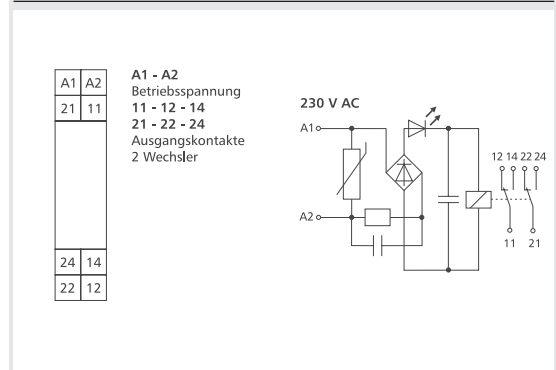 A1 A2
21 11
24 14
22 12
A1 - A2
Betriebsspannung
11 - 12 - 14
21 - 22 - 24
Ausgangskontakte
2 Wechsler
230 V AC
A1
A2
12 14 22 24
11 21